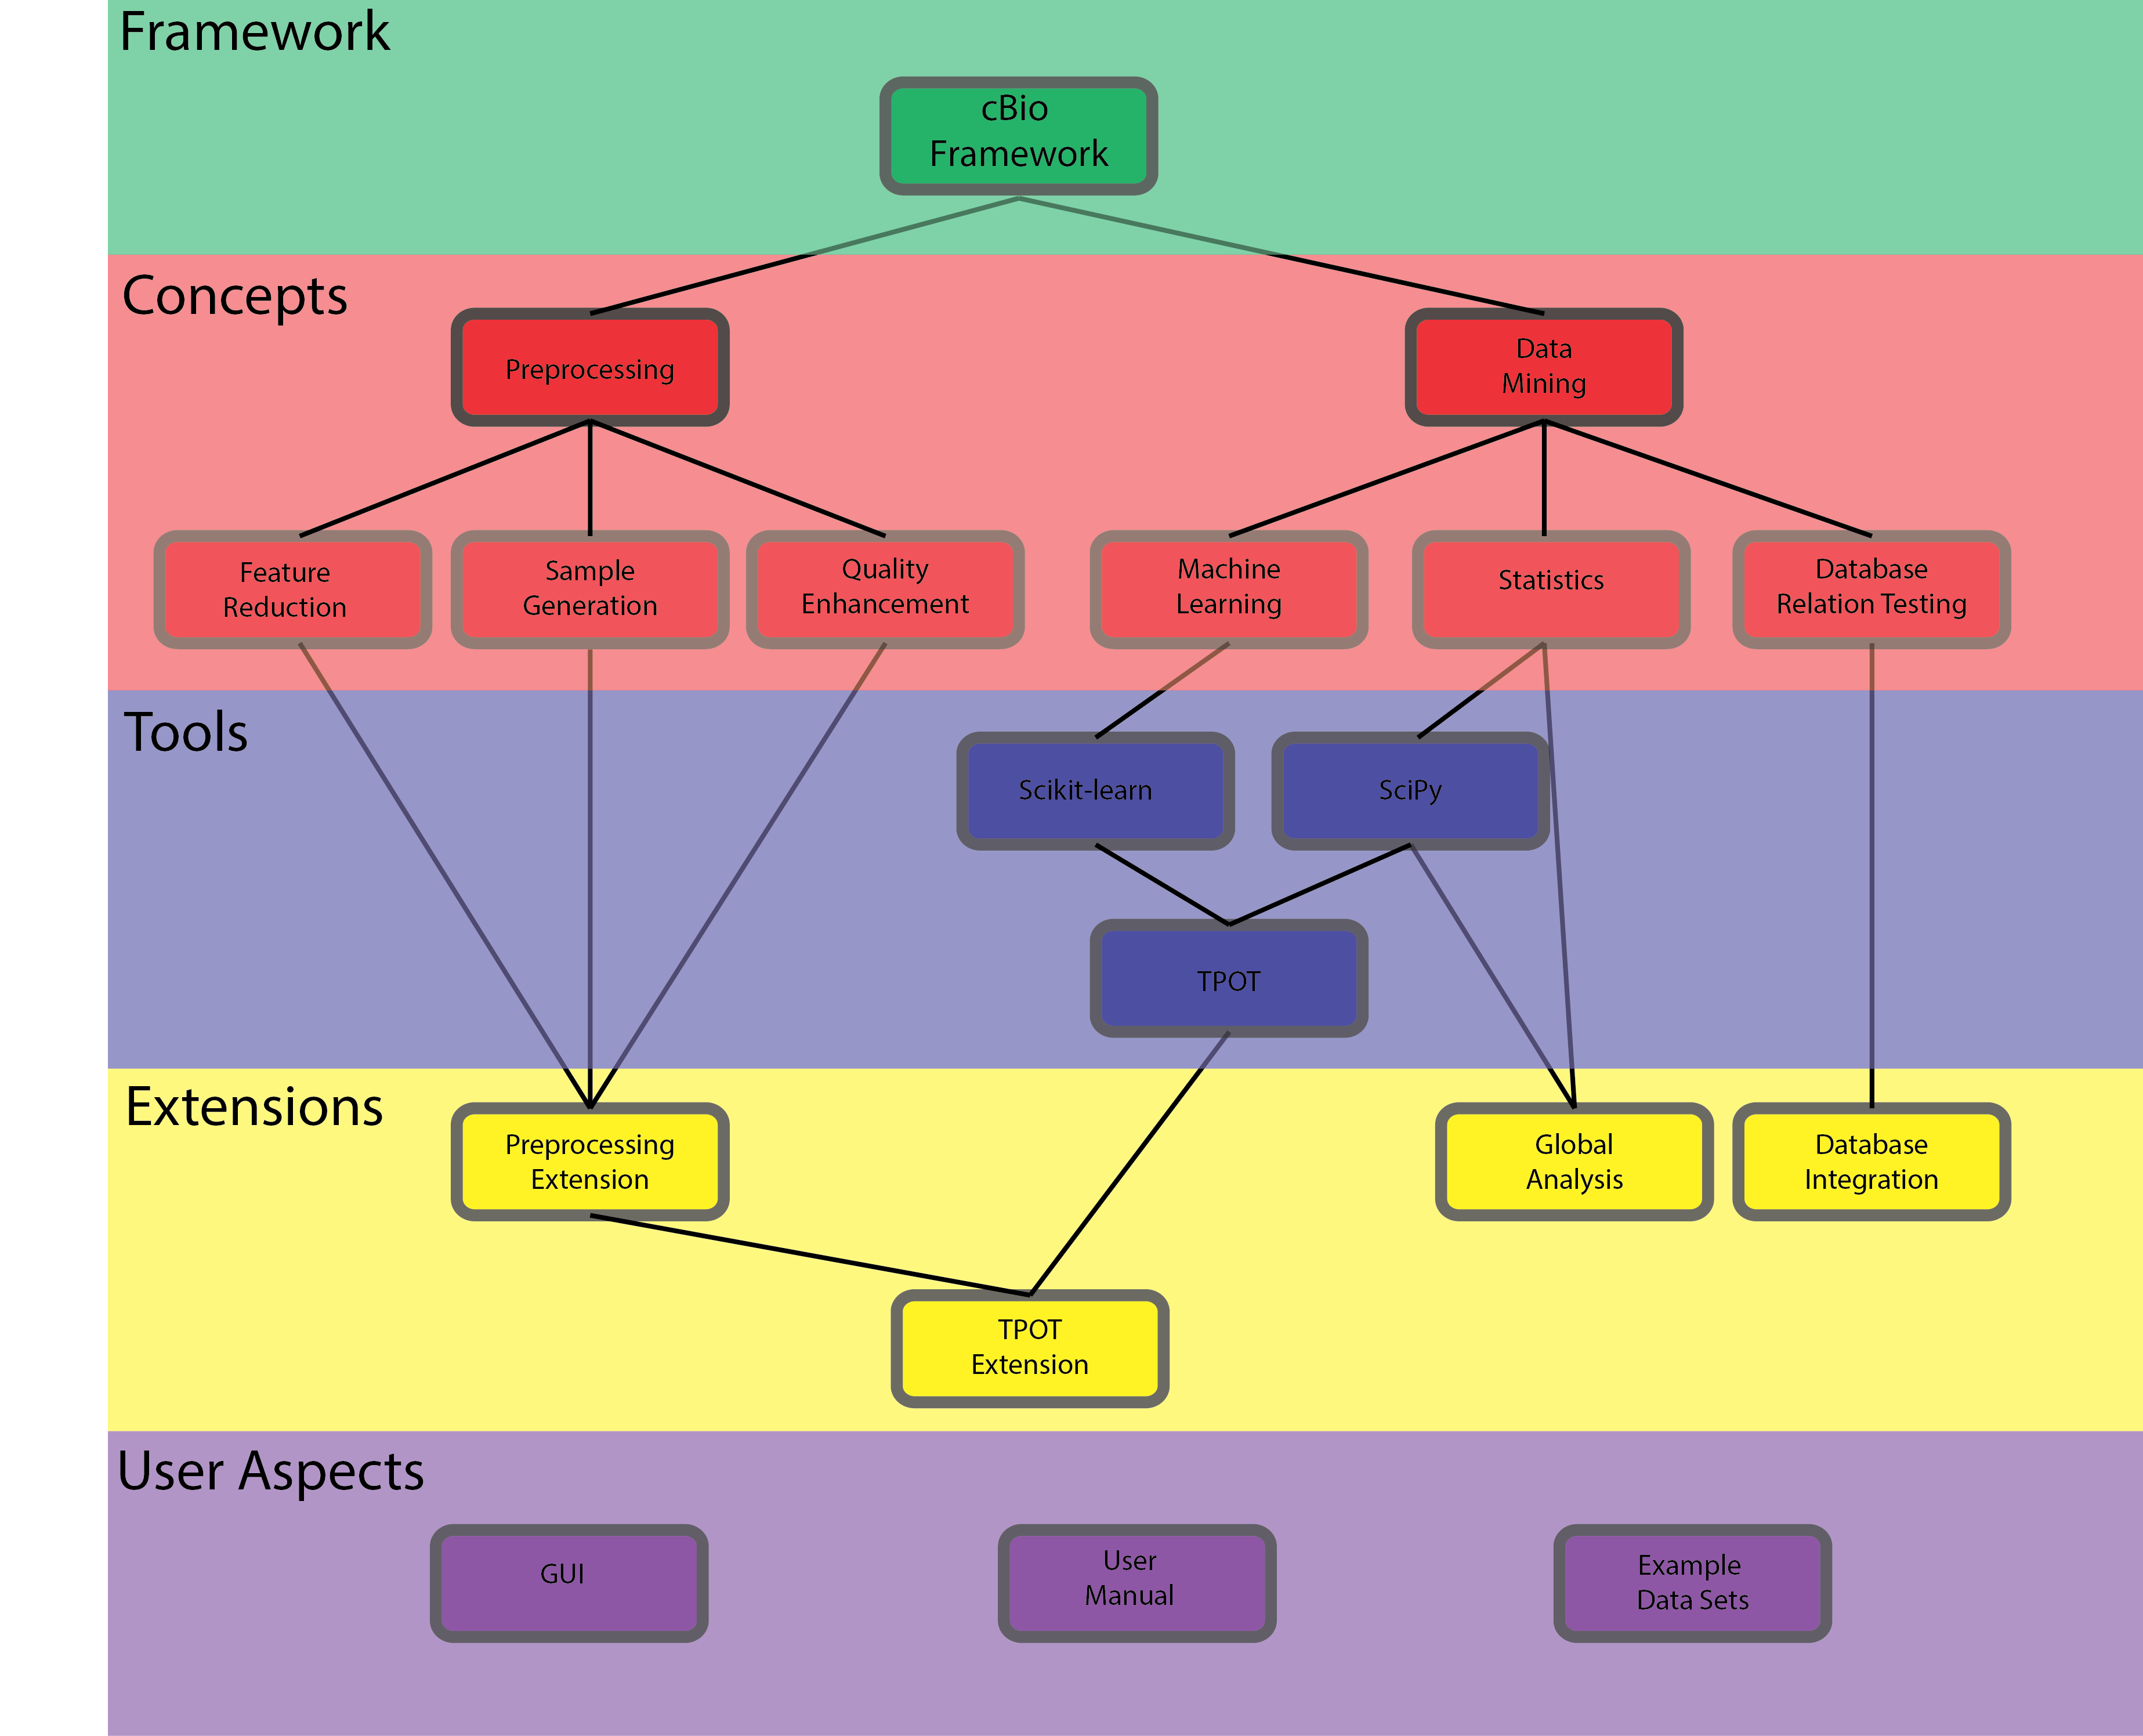 Framework
cBio
Framework
Concepts
Preprocessing
Data
Mining
Feature
Reduction
Sample
Generation
Quality
Enhancement
Machine
Learning
Statistics
Database
Relation Testing
Tools
Scikit-learn
SciPy
TPOT
Extensions
Preprocessing
Extension
Global
Analysis
Database
Integration
TPOT
Extension
User Aspects
GUI
User
Manual
Example
Data Sets